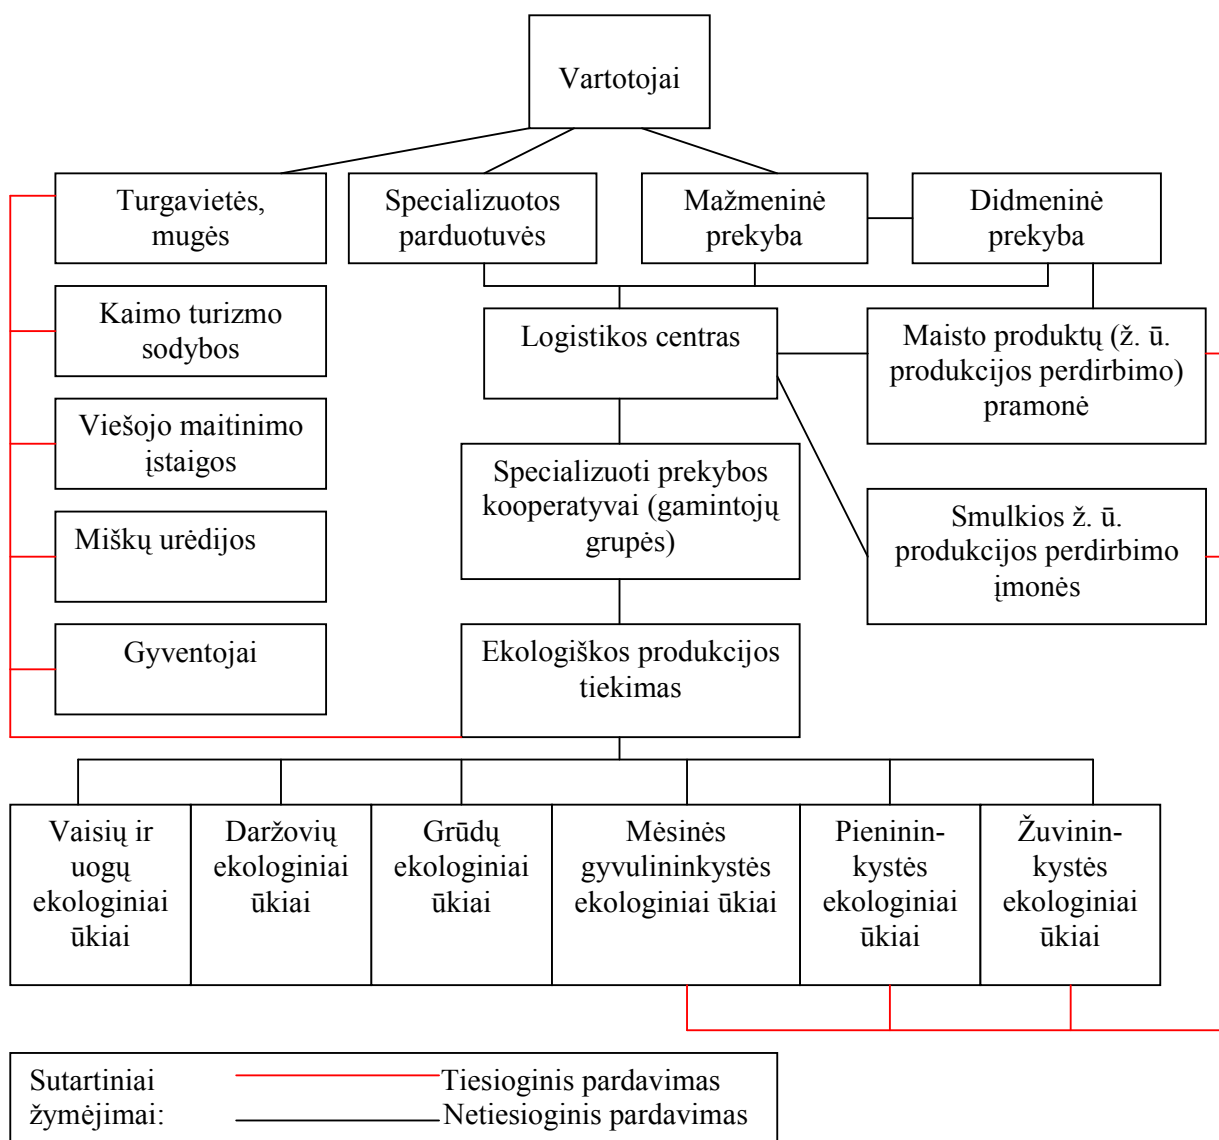 Vartotojai
Turgavietės,
mugės
Specializuotos
parduotuvės
Mažmeninė
prekyba
Didmeninė
prekyba
Kaimo turizmo
sodybos
Logistikos centras
Maisto produktų (ž. ū.
produkcijos perdirbimo)
pramonė
Viešojo maitinimo
įstaigos
Specializuoti prekybos
kooperatyvai (gamintojų
grupės)
Smulkios ž. ū.
produkcijos perdirbimo
įmonės
Miškų urėdijos
Gyventojai
Ekologiškos produkcijos
tiekimas
Vaisių ir
uogų
ekologiniai
ūkiai
Daržovių
ekologiniai
ūkiai
Grūdų
ekologiniai
ūkiai
Mėsinės
gyvulininkystės
ekologiniai ūkiai
Pieninin-
kystės
ekologiniai
ūkiai
Žuvinin-
kystės
ekologiniai
ūkiai
Sutartiniai
žymėjimai:
Tiesioginis pardavimas
Netiesioginis pardavimas